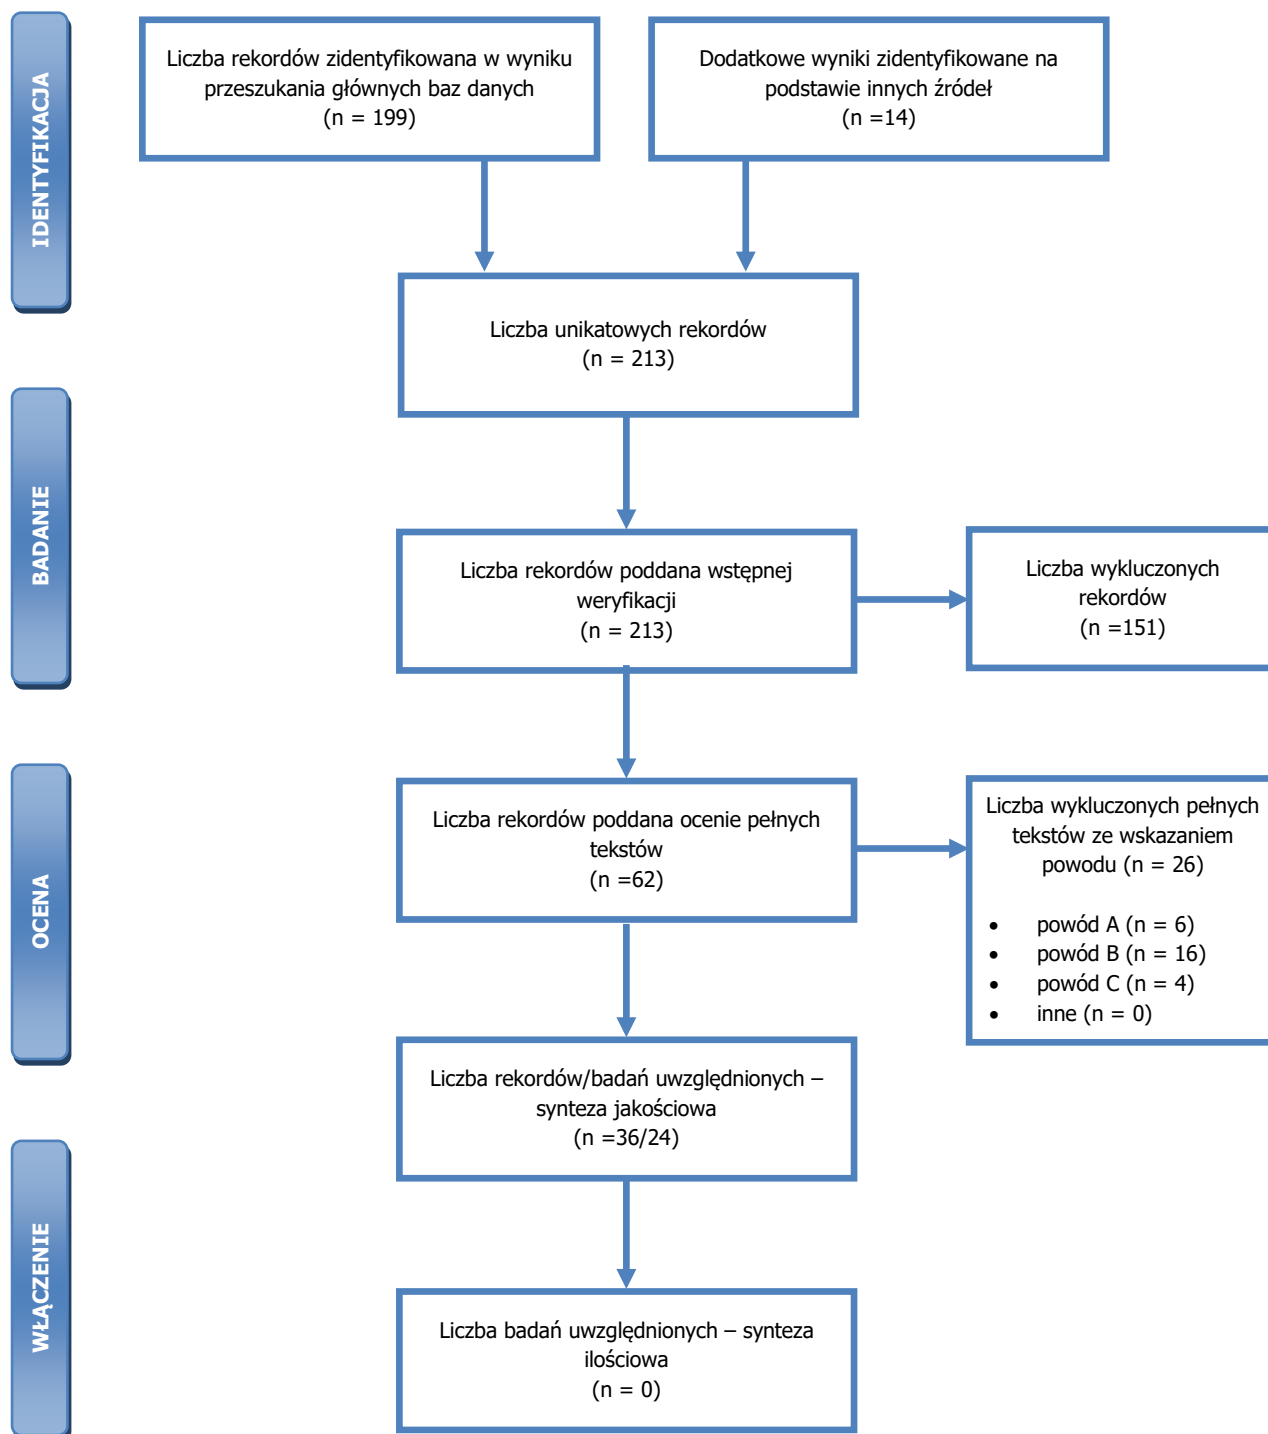 IDENTYFIKACJA
Liczba rekordów zidentyfikowana w wyniku
przeszukania głównych baz danych
(n = 199)
Dodatkowe wyniki zidentyfikowane na
podstawie innych źródeł
(n =14)
Liczba unikatowych rekordów
(n = 213)
BADANIE
Liczba rekordów poddana wstępnej
weryfikacji
(n = 213)
Liczba wykluczonych
rekordów
(n =151)
OCENA
Liczba rekordów poddana ocenie pełnych
tekstów
(n =62)
Liczba wykluczonych pełnych
tekstów ze wskazaniem
powodu (n = 26)
• powód A (n = 6)
• powód B (n = 16)
• powód C (n = 4)
• inne (n = 0)
Liczba rekordów/badań uwzględnionych –
synteza jakościowa
(n =36/24)
WŁĄCZENIE
Liczba badań uwzględnionych – synteza
ilościowa
(n = 0)